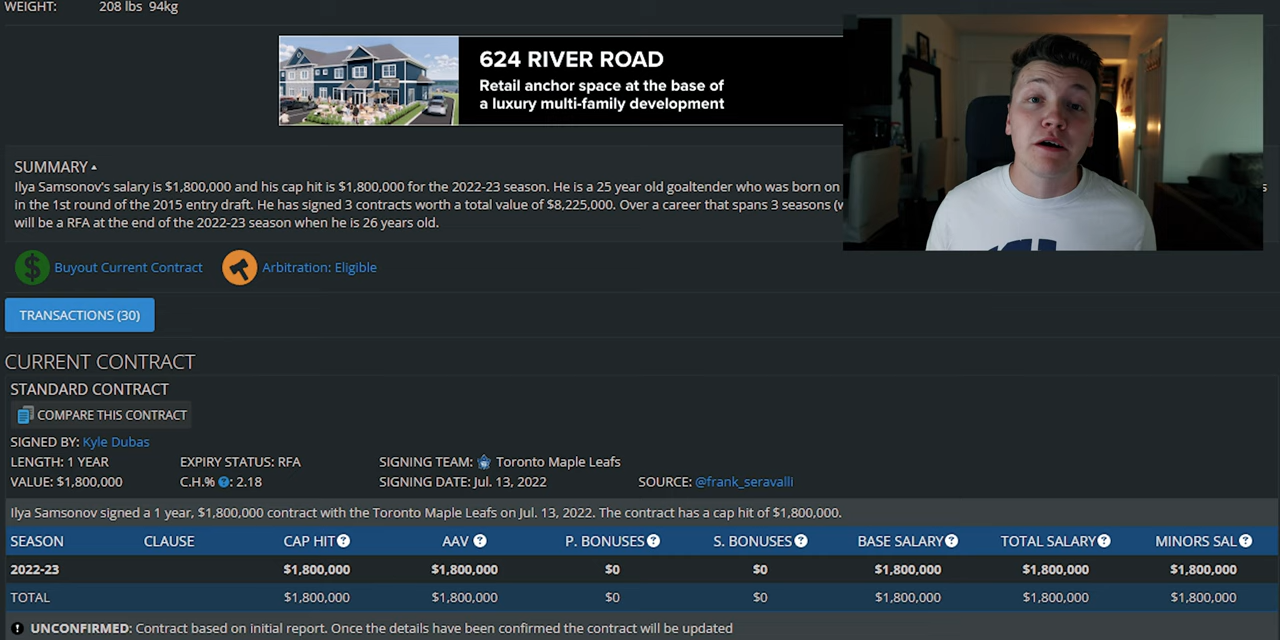 WEIGHT: 208 lbs 94kg
624 RIVER ROAD
Retail anchor space at the base of
a luxury multi-family development
SUMMARY
Ilya Samsonov's salary is $1,800,000 and his cap hit is $1,800,000 for the 2022-23 season. He is a 25 year old goaltender who was born on
in the 1st round of the 2015 entry draft. He has signed 3 contracts worth a total value of $8,225,000. Over a career that spans 3 seasons
will be a RFA at the end of the 2022-23 season when he is 26 years old.
Buyout Current Contract Arbitration: Eligible
TRANSACTIONS (30)
CURRENT CONTRACT
STANDARD CONTRACT
COMPARE THIS CONTRACT
SIGNED BY: Kyle Dubas
LENGTH: 1 YEAR EXPIRY STATUS: RFA SIGNING TEAM: Toronto Maple Leafs
VALUE: $1,800,000 C.H.% ?: 2.18 SIGNING DATE: Jul. 13, 2022 SOURCE: @frank_seravalli
Ilya Samsonov signed a 1 year, $1,800,000 contract with the Toronto Maple Leafs on Jul. 13, 2022. The contract has a cap hit of $1,800,000.
SEASON CLAUSE CAP HIT ? AAV ? P. BONUSES ? S. BONUSES ? BASE SALARY ? TOTAL SALARY ? MINORS SAL ?
2022-23 $1,800,000 $1,800,000 $0 $0 $1,800,000 $1,800,000 $1,800,000
TOTAL $1,800,000 $1,800,000 $0 $0 $1,800,000 $1,800,000 $1,800,000
UNCONFIRMED: Contract based on initial report. Once the details have been confirmed the contract will be updated